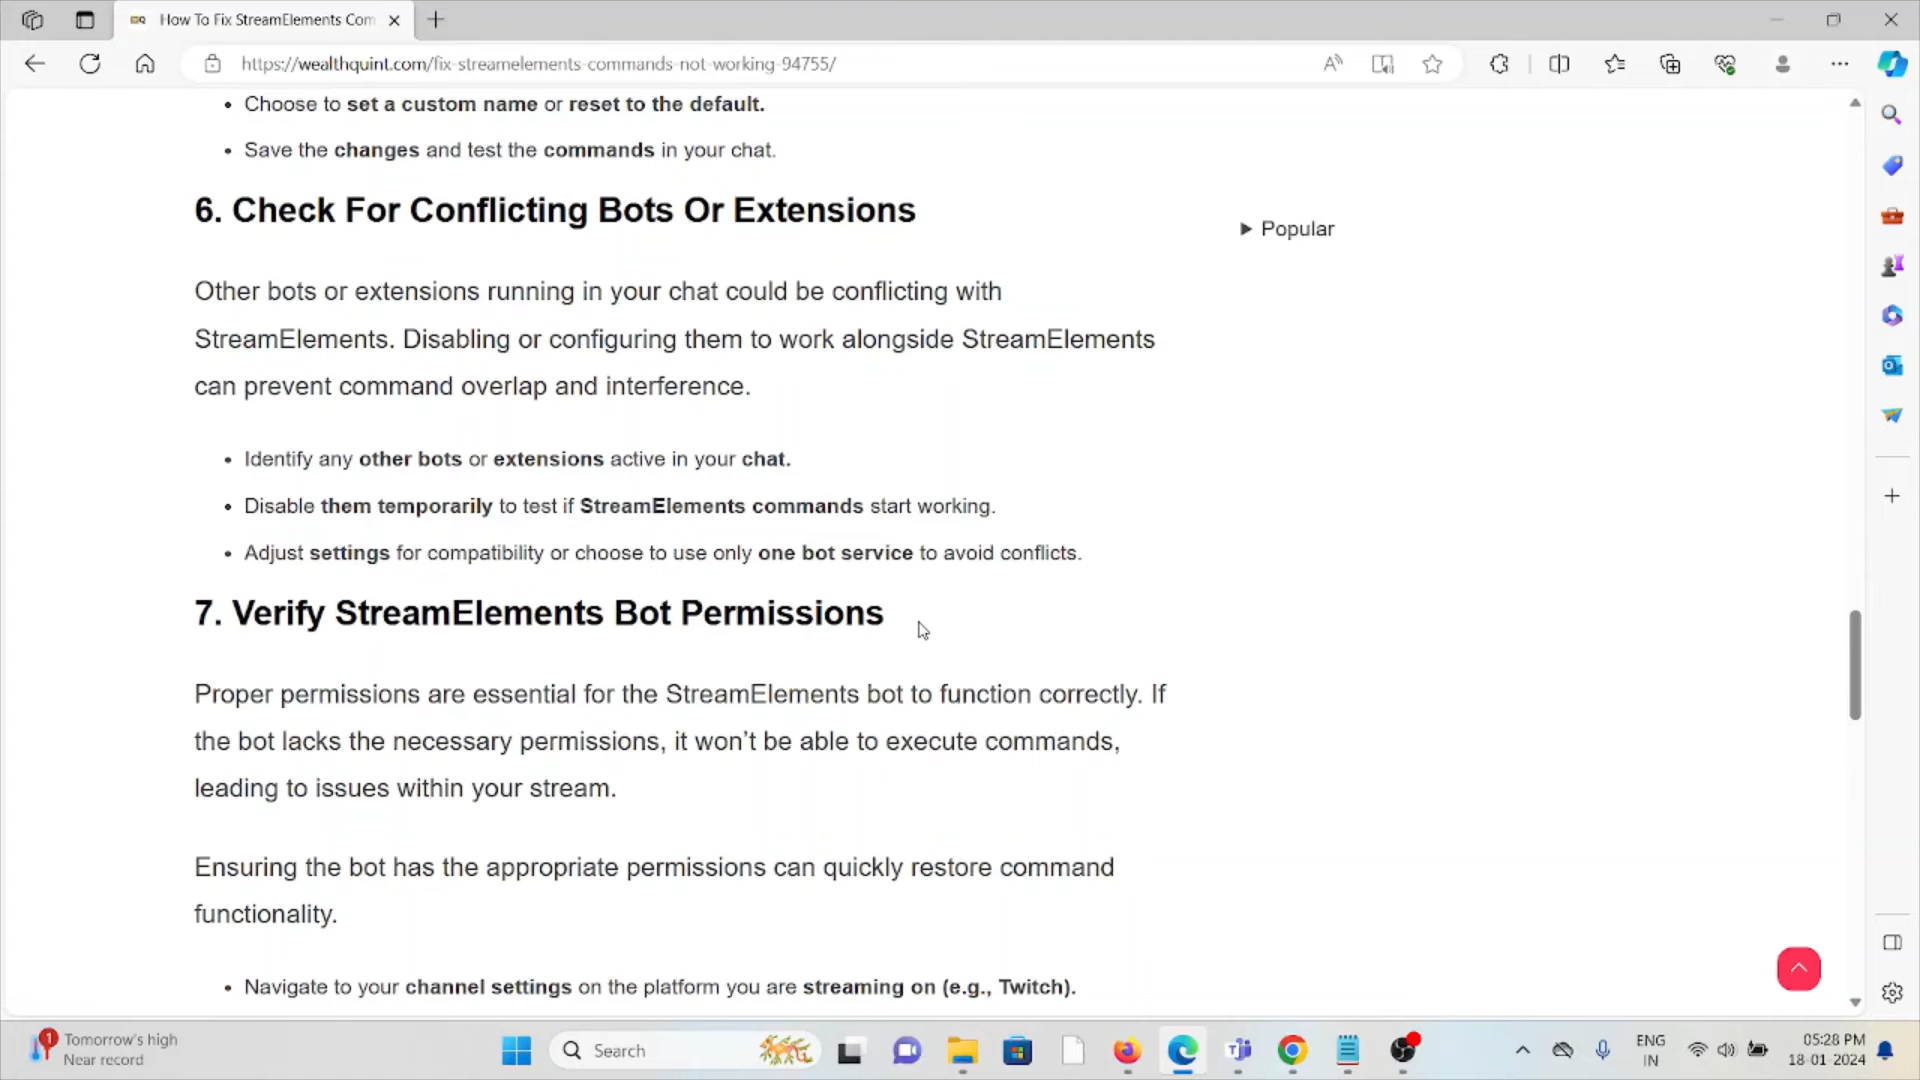 How To Fix StreamElements Com
https://wealthquint.com/fix-streamelements-commands-not-working-94755/
• Choose to set a custom name or reset to the default.
• Save the changes and test the commands in your chat.
6. Check For Conflicting Bots Or Extensions
Popular
Other bots or extensions running in your chat could be conflicting with
StreamElements. Disabling or configuring them to work alongside StreamElements
can prevent command overlap and interference.
• Identify any other bots or extensions active in your chat.
• Disable them temporarily to test if StreamElements commands start working.
• Adjust settings for compatibility or choose to use only one bot service to avoid conflicts.
7. Verify StreamElements Bot Permissions
Proper permissions are essential for the StreamElements bot to function correctly. If
the bot lacks the necessary permissions, it won’t be able to execute commands,
leading to issues within your stream.
Ensuring the bot has the appropriate permissions can quickly restore command
functionality.
• Navigate to your channel settings on the platform you are streaming on (e.g., Twitch).
1
Tomorrow's high
Near record
Search
ENG
IN
05:28 PM
18-01-2024